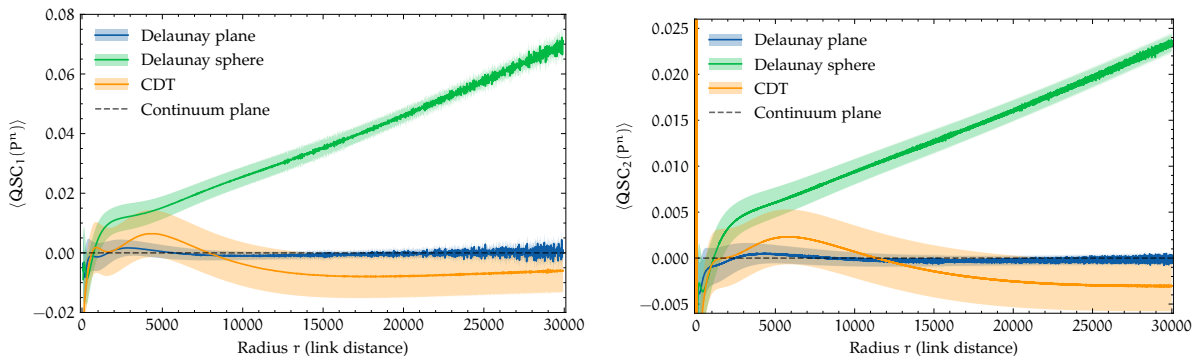 0.08
0.06
0.04
0.02
0.00
−0.02
⟨QSC₁(Pⁿ)⟩
Delaunay plane
Delaunay sphere
CDT
Continuum plane
0 5000 10000 15000 20000 25000 30000
Radius r (link distance)
0.025
0.020
0.015
0.010
0.005
0.000
−0.005
⟨QSC₂(Pⁿ)⟩
Delaunay plane
Delaunay sphere
CDT
Continuum plane
0 5000 10000 15000 20000 25000 30000
Radius r (link distance)